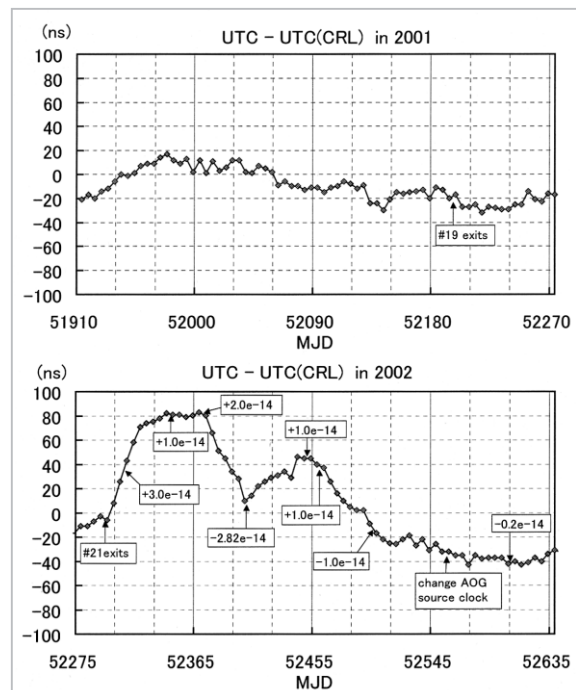 (ns)
UTC - UTC(CRL) in 2001
100
80
60
40
20
0
-20
-40
-60
-80
-100
#19 exits
51910 52000 52090 52180 52270
MJD
(ns)
UTC - UTC(CRL) in 2002
100
80
60
40
20
0
-20
-40
-60
-80
-100
+2.0e-14
+1.0e-14
+1.0e-14
+3.0e-14
+1.0e-14
-2.82e-14
-0.2e-14
#21exits
-1.0e-14
change AOG
source clock
52275 52365 52455 52545 52635
MJD